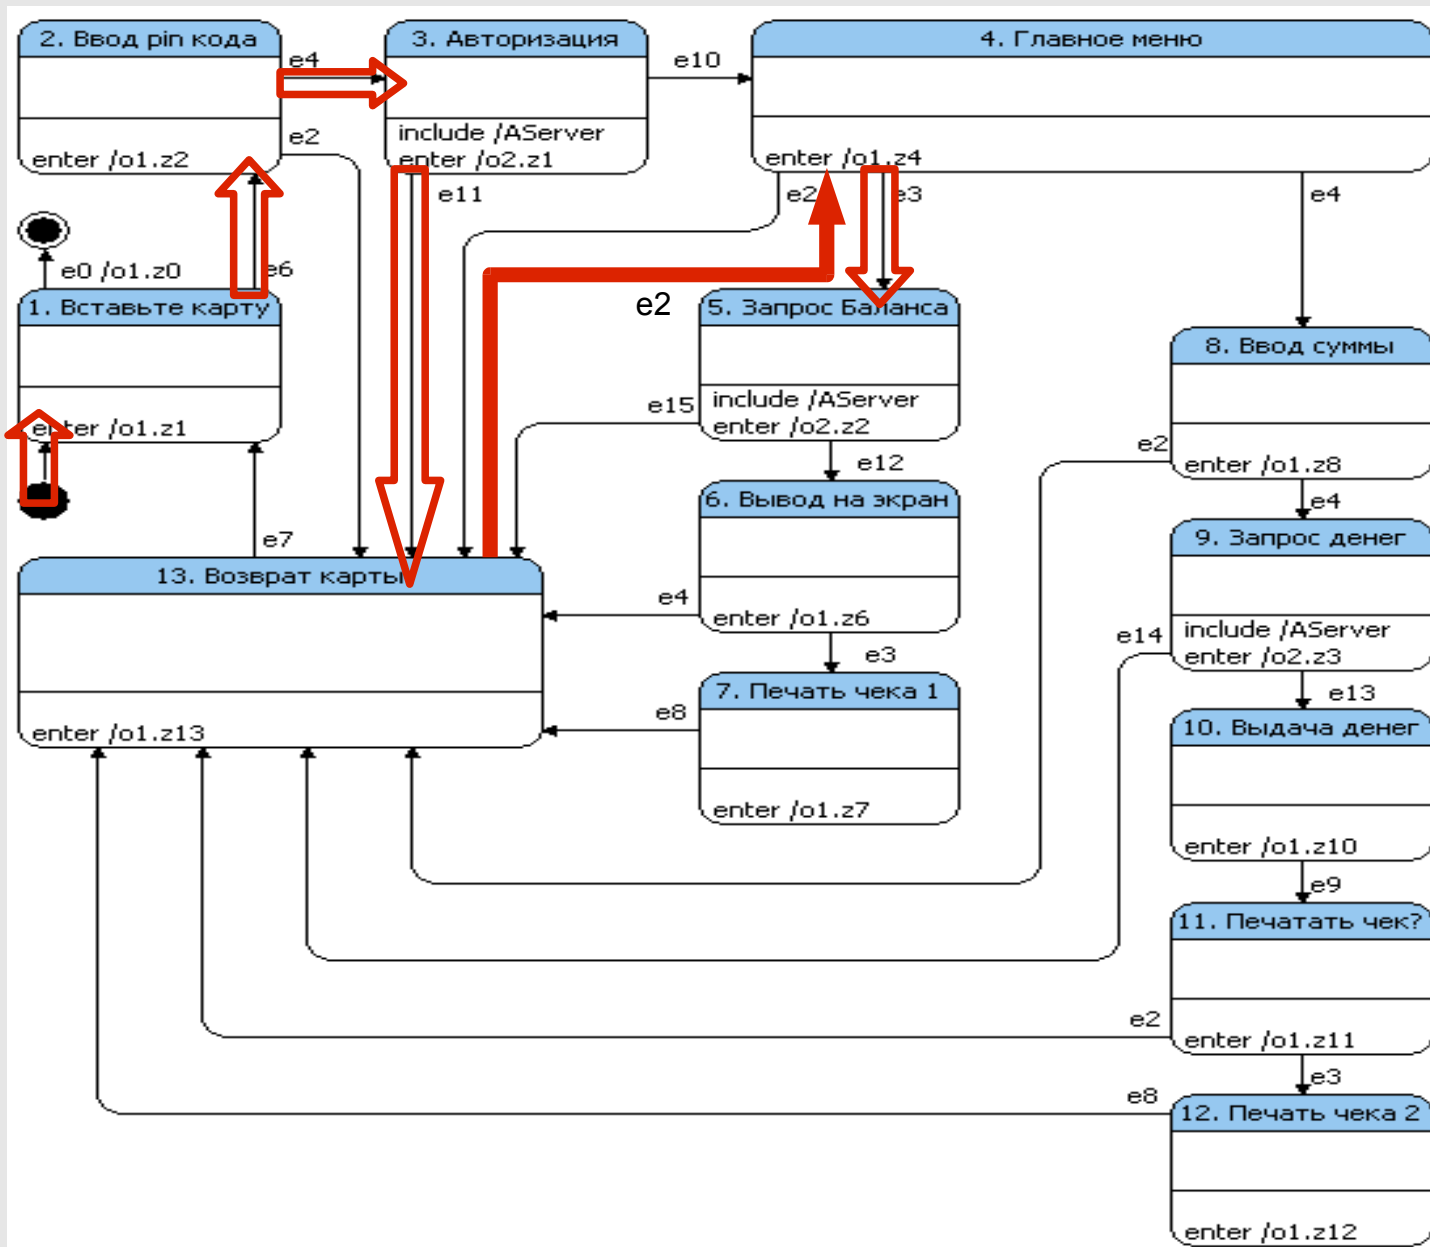 2. Ввод pin кода
enter /o1.z2
e4
e2
3. Авторизация
include /AServer
enter /o2.z1
e10
e11
4. Главное меню
enter /o1.z4
e2
e3
e4
e0 /o1.z0
e6
1. Вставьте карту
enter /o1.z1
e2
5. Запрос Баланса
include /AServer
enter /o2.z2
e15
e12
8. Ввод суммы
enter /o1.z8
e2
e4
6. Вывод на экран
enter /o1.z6
e4
e3
9. Запрос денег
include /AServer
enter /o2.z3
e14
e13
e7
13. Возврат карты
enter /o1.z13
7. Печать чека 1
enter /o1.z7
e8
10. Выдача денег
enter /o1.z10
e9
11. Печатать чек?
enter /o1.z11
e2
e3
e8
12. Печать чека 2
enter /o1.z12